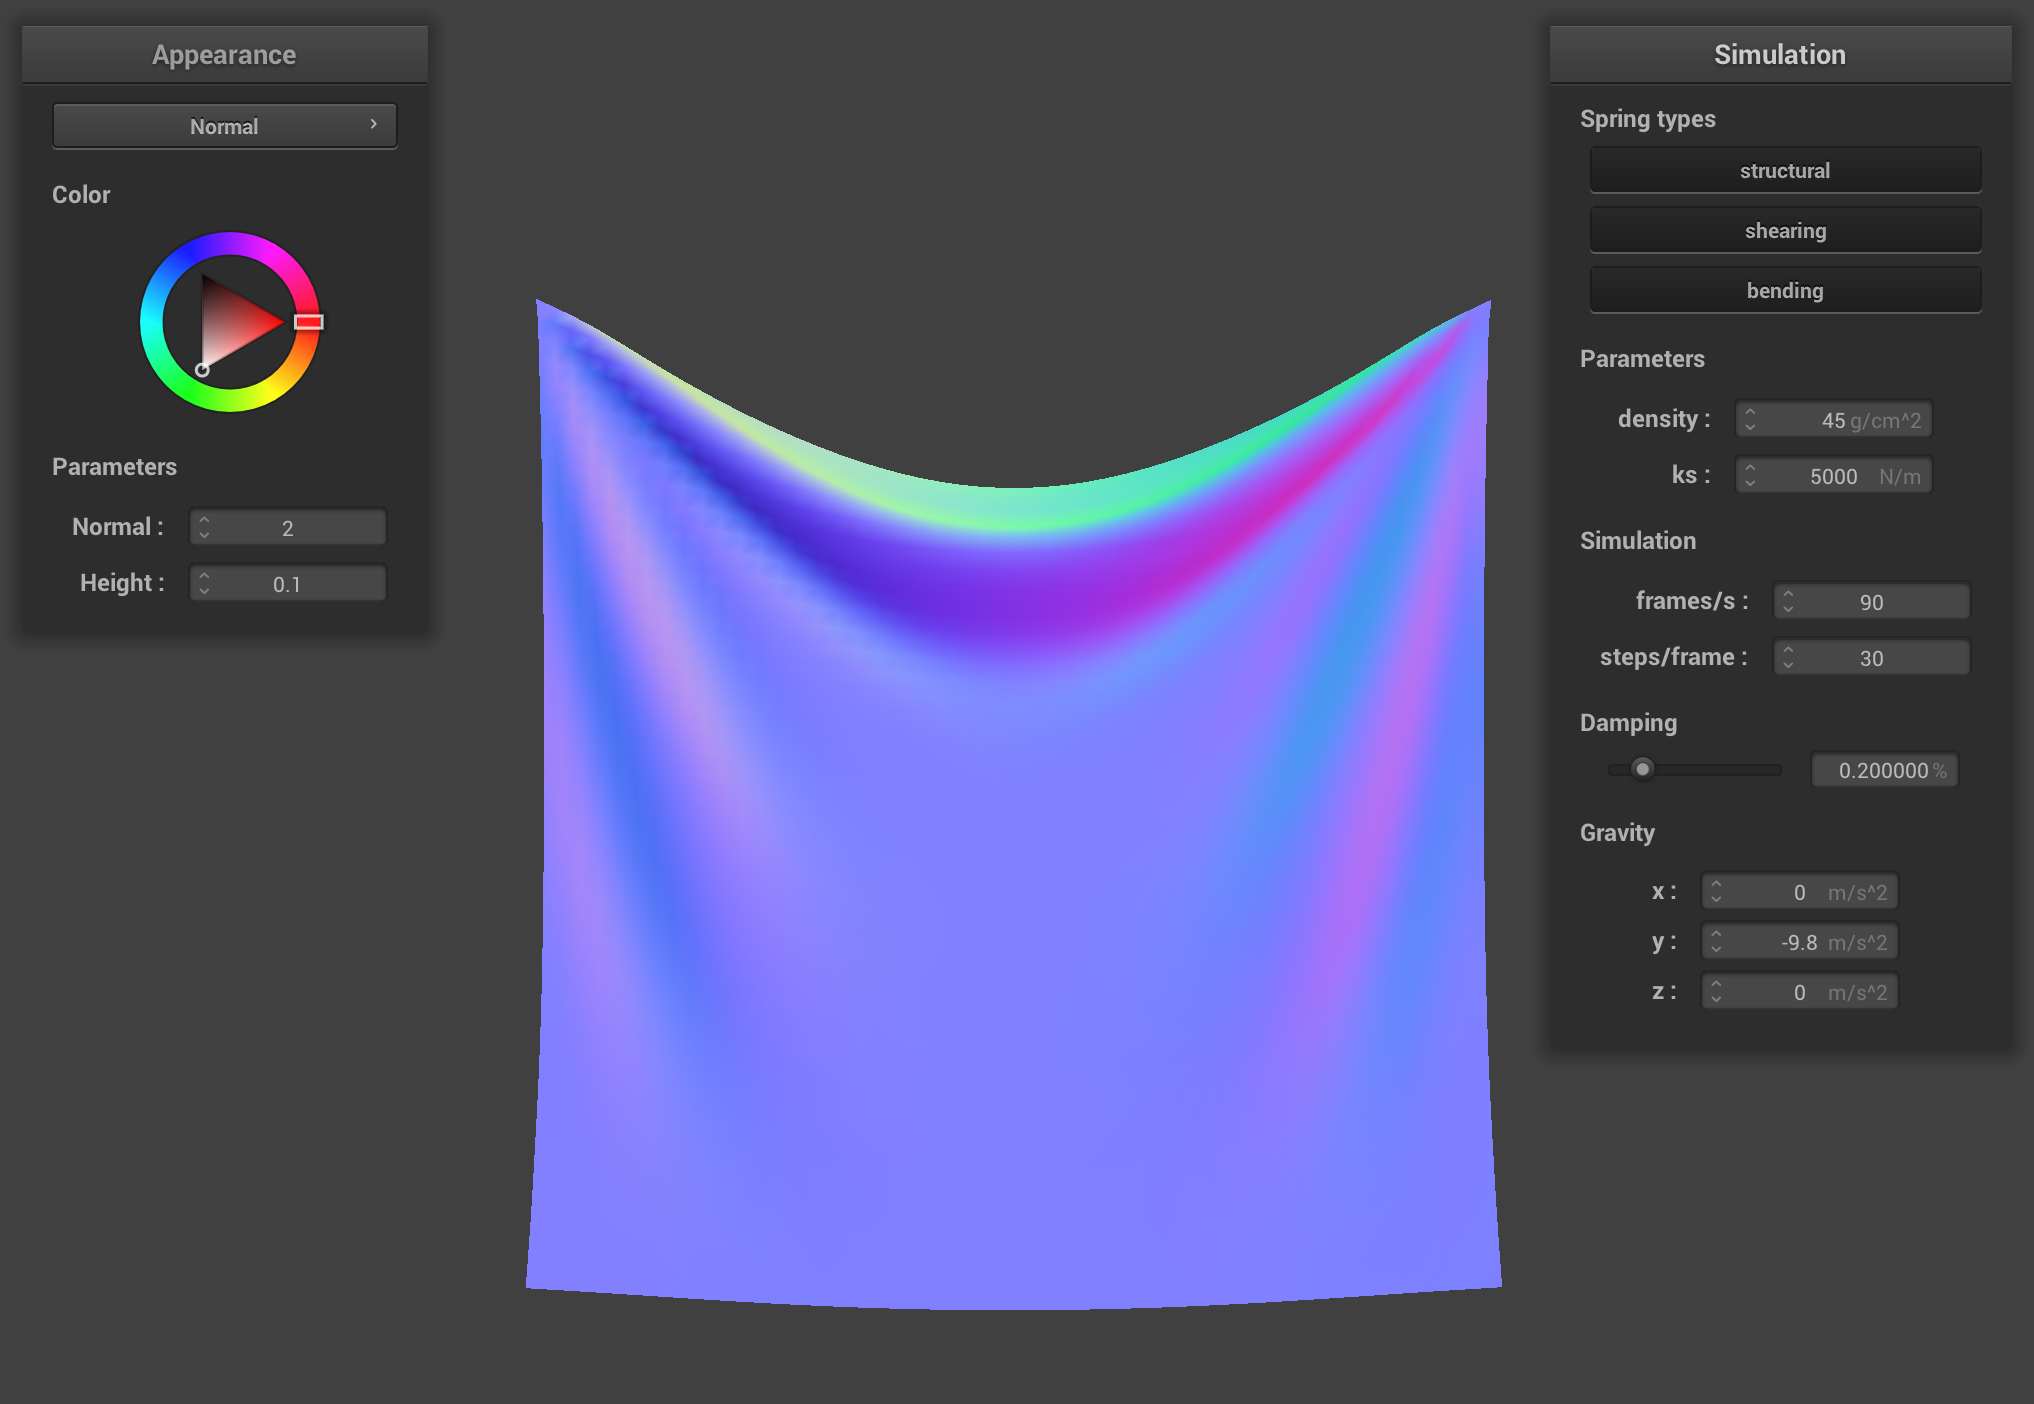 Appearance
Normal
Color
Parameters
Normal : 2
Height : 0.1
Simulation
Spring types
structural
shearing
bending
Parameters
density : 45 g/cm^2
ks : 5000 N/m
Simulation
frames/s : 90
steps/frame : 30
Damping
0.200000 %
Gravity
x : 0 m/s^2
y : -9.8 m/s^2
z : 0 m/s^2